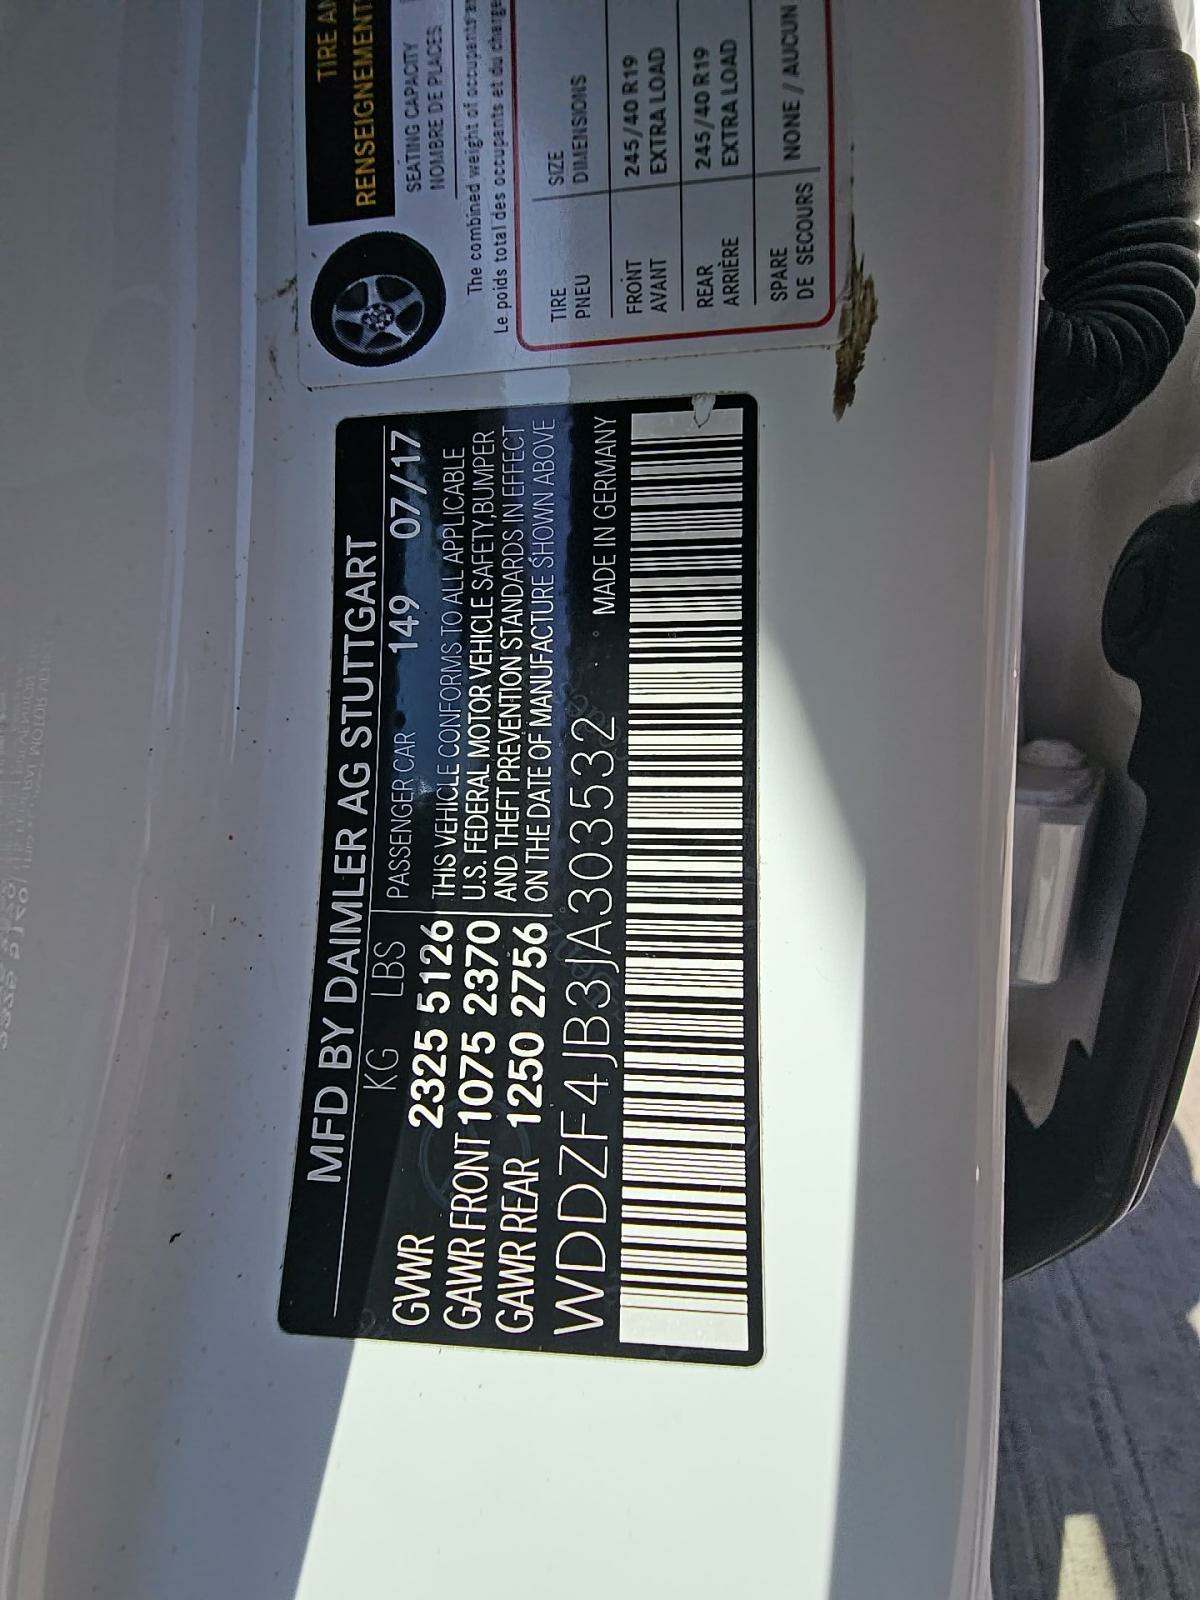 MFD BY DAIMLER AG STUTTGART
KG LBS PASSENGER CAR 149 07/17
GVWR 2325 5126 THIS VEHICLE CONFORMS TO ALL APPLICABLE
GAWR FRONT 1075 2370 U.S. FEDERAL MOTOR VEHICLE SAFETY,BUMPER
GAWR REAR 1250 2756 AND THEFT PREVENTION STANDARDS IN EFFECT
ON THE DATE OF MANUFACTURE SHOWN ABOVE
WDDZF4JB3JA303532 MADE IN GERMANY
TIRE
RENSEIGNEMENTS
SEATING CAPACITY
NOMBRE DE PLACES
The combined weight of occupants
Le poids total des occupants et du charge
TIRE SIZE
PNEU DIMENSIONS
FRONT 245/40 R19
AVANT EXTRA LOAD
REAR 245/40 R19
ARRIÈRE EXTRA LOAD
SPARE NONE / AUCUN
DE SECOURS